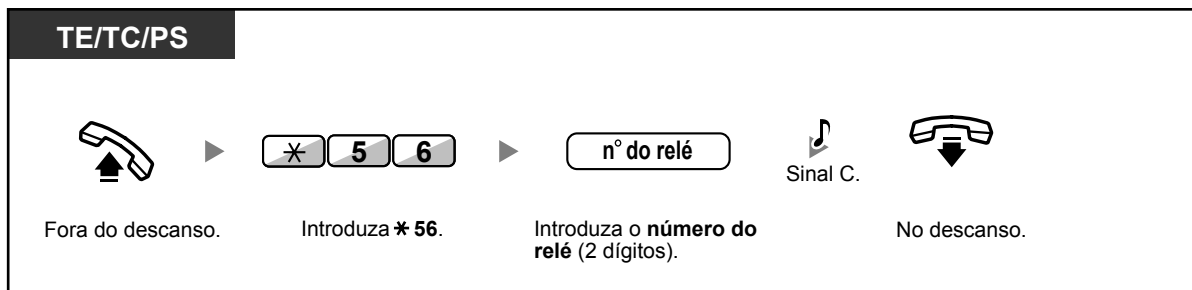 TE/TC/PS
✳ 5 6
n° do relé
Sinal C.
Fora do descanso.
Introduza ✳ 56.
Introduza o número do
relé (2 dígitos).
No descanso.